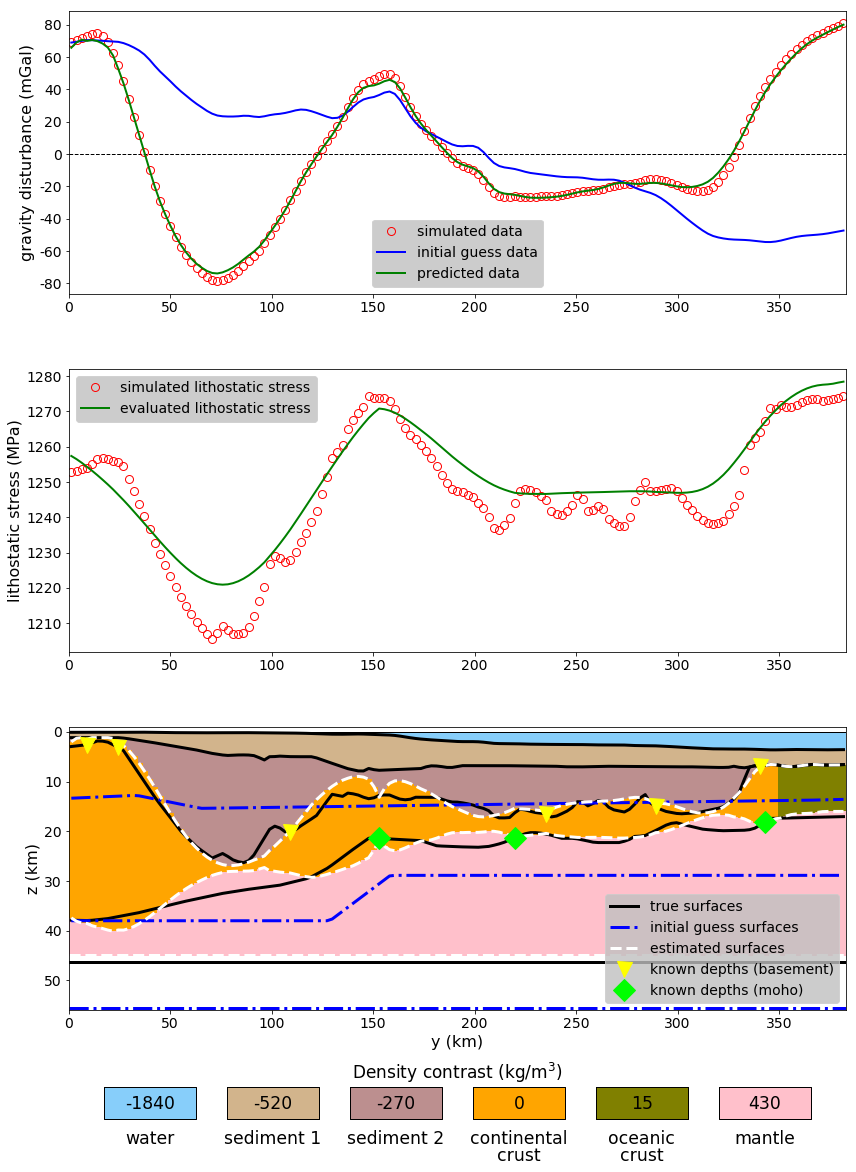 gravity disturbance (mGal)
80
60
40
20
0
-20
-40
-60
-80
simulated data
initial guess data
predicted data
0 50 100 150 200 250 300 350
lithostatic stress (MPa)
1280
1270
1260
1250
1240
1230
1220
1210
simulated lithostatic stress
evaluated lithostatic stress
0 50 100 150 200 250 300 350
z (km)
0
10
20
30
40
50
true surfaces
initial guess surfaces
estimated surfaces
known depths (basement)
known depths (moho)
0 50 100 150 200 250 300 350
y (km)
Density contrast (kg/m³)
-1840 -520 -270 0 15 430
water sediment 1 sediment 2 continental oceanic mantle
crust crust